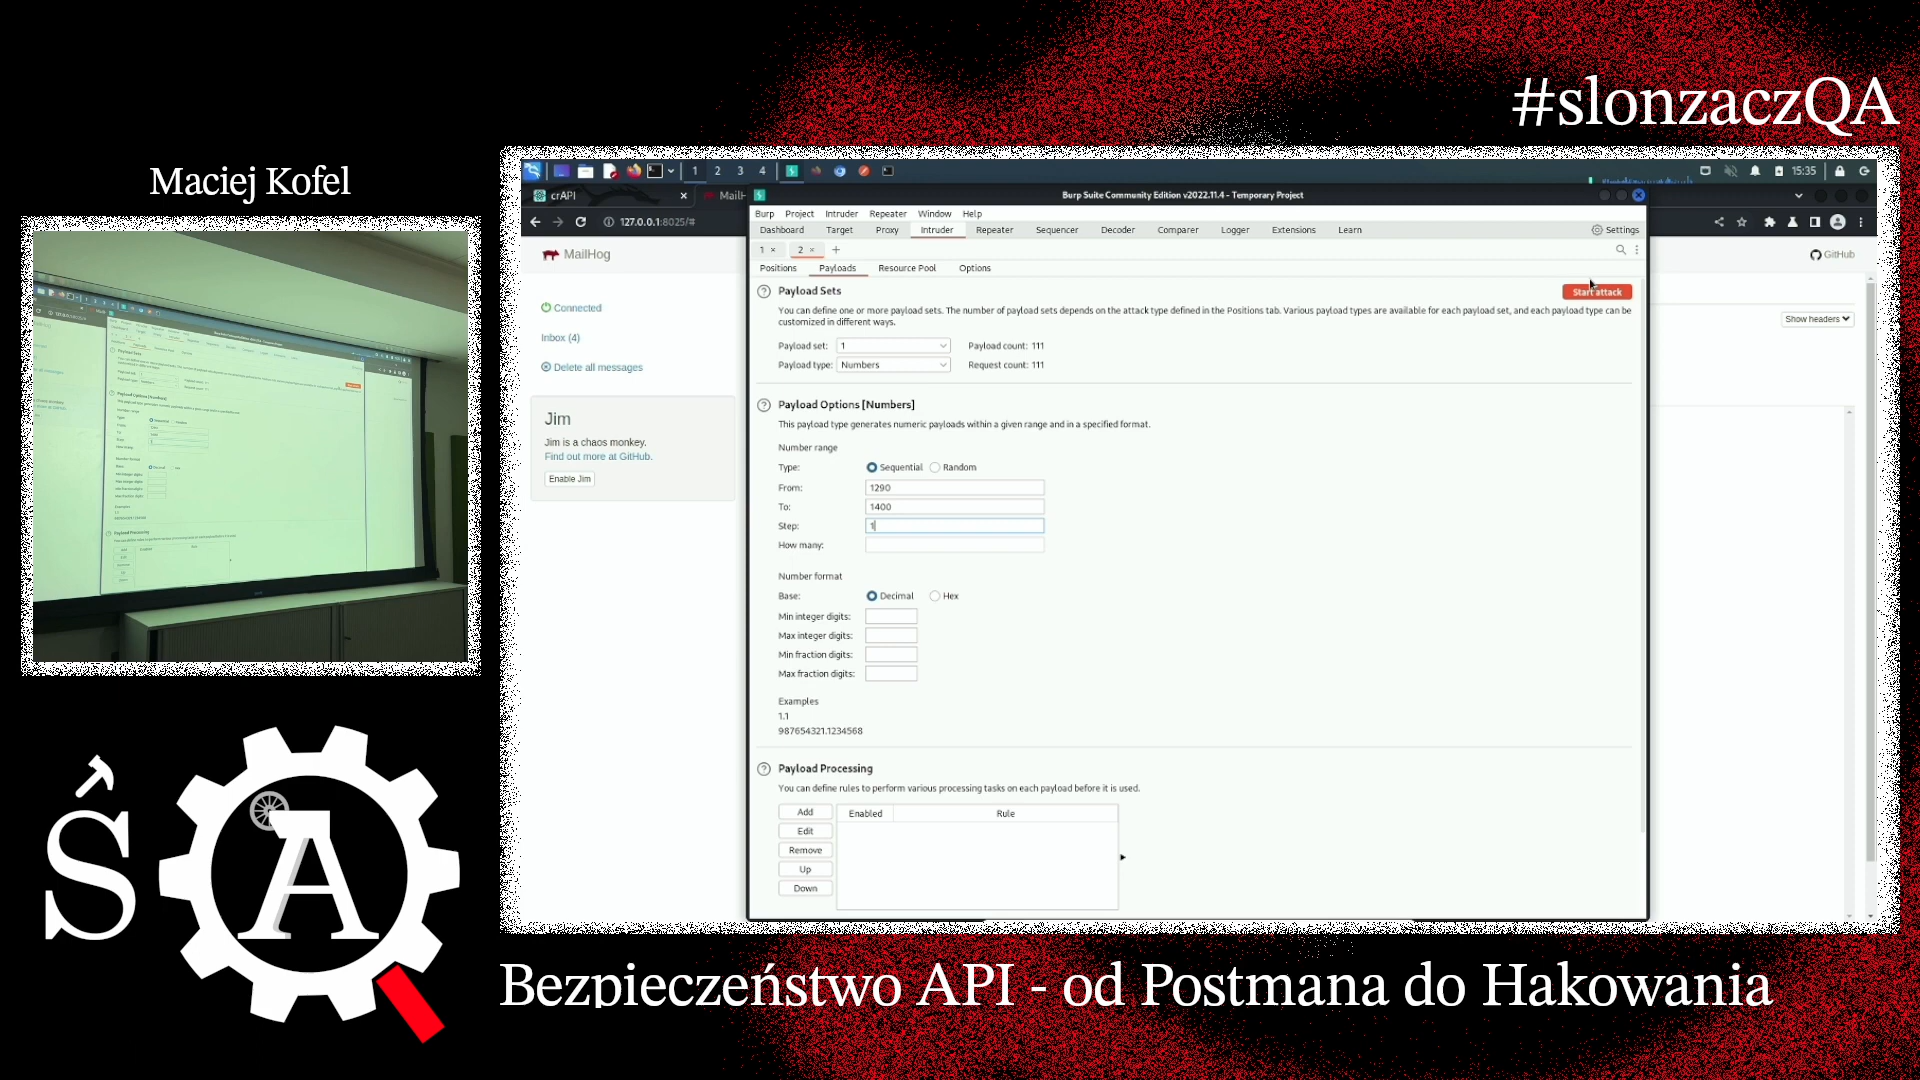 #slonzaczQA
Maciej Kofel
15:35
crAPI
MailH
Burp Suite Community Edition v2022.11.4 - Temporary Project
127.0.0.1:8025/#
Burp Project Intruder Repeater Window Help
Dashboard Target Proxy Intruder Repeater Sequencer Decoder Comparer Logger Extensions Learn Settings
1 × 2 × +
Positions Payloads Resource Pool Options
MailHog
GitHub
Connected
Inbox (4)
Delete all messages
Jim
Jim is a chaos monkey.
Find out more at GitHub.
Enable Jim
Show headers
Payload Sets
Start attack
You can define one or more payload sets. The number of payload sets depends on the attack type defined in the Positions tab. Various payload types are available for each payload set, and each payload type can be
customized in different ways.
Payload set: 1 Payload count: 111
Payload type: Numbers Request count: 111
Payload Options [Numbers]
This payload type generates numeric payloads within a given range and in a specified format.
Number range
Type: Sequential Random
From: 1290
To: 1400
Step: 1
How many:
Number format
Base: Decimal Hex
Min integer digits:
Max integer digits:
Min fraction digits:
Max fraction digits:
Examples
1.1
987654321.1234568
Payload Processing
You can define rules to perform various processing tasks on each payload before it is used.
Add Enabled Rule
Edit
Remove
Up
Down
1 2 3 4
ŚA
Bezpieczeństwo API - od Postmana do Hakowania